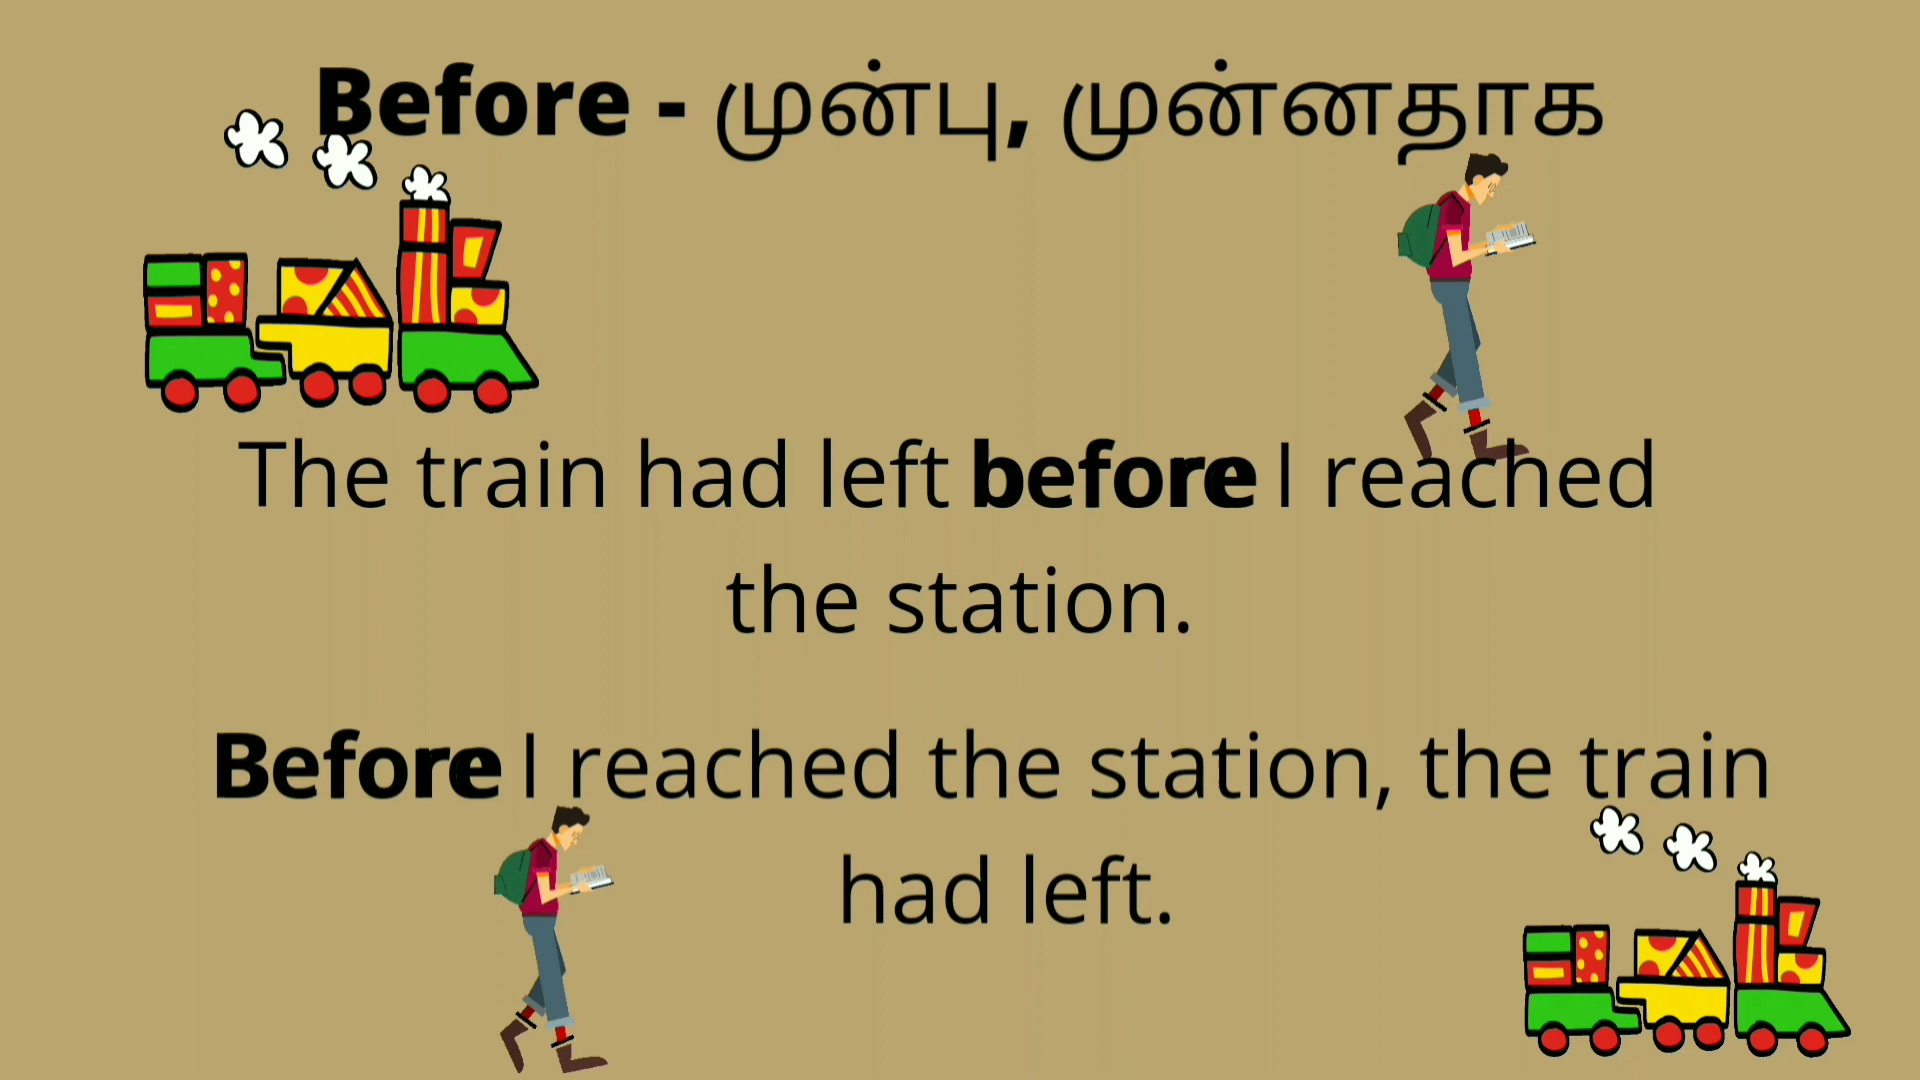 Before - முன்பு, முன்னதாக
The train had left before I reached
the station.
Before I reached the station, the train
had left.